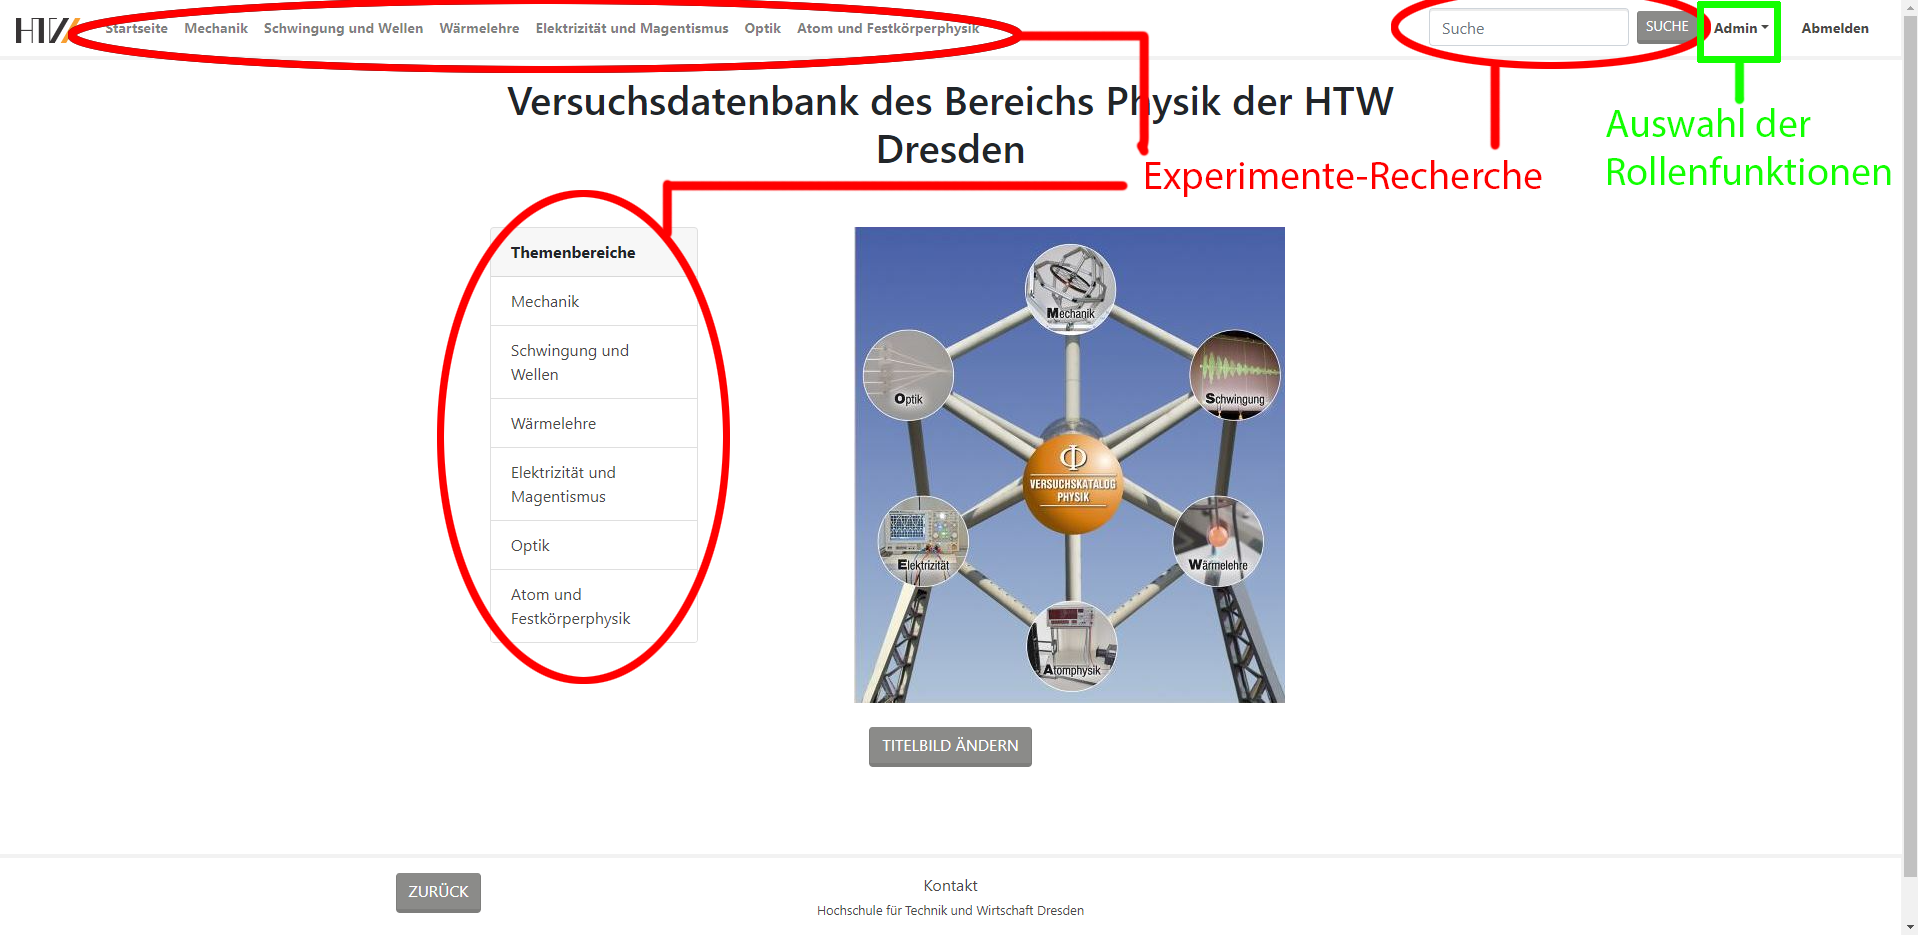 HTW Startseite Mechanik Schwingung und Wellen Wärmelehre Elektrizität und Magentismus Optik Atom und Festkörperphysik Suche SUCHE Admin Abmelden
Versuchsdatenbank des Bereichs Physik der HTW
Dresden
Auswahl der
Rollenfunktionen
Experimente-Recherche
Themenbereiche
Mechanik
Schwingung und
Wellen
Wärmelehre
Elektrizität und
Magentismus
Optik
Atom und
Festkörperphysik
Mechanik
Optik
Schwingung
Φ
VERSUCHSKATALOG
PHYSIK
Elektrizität
Wärmelehre
Atomphysik
TITELBILD ÄNDERN
ZURÜCK
Kontakt
Hochschule für Technik und Wirtschaft Dresden